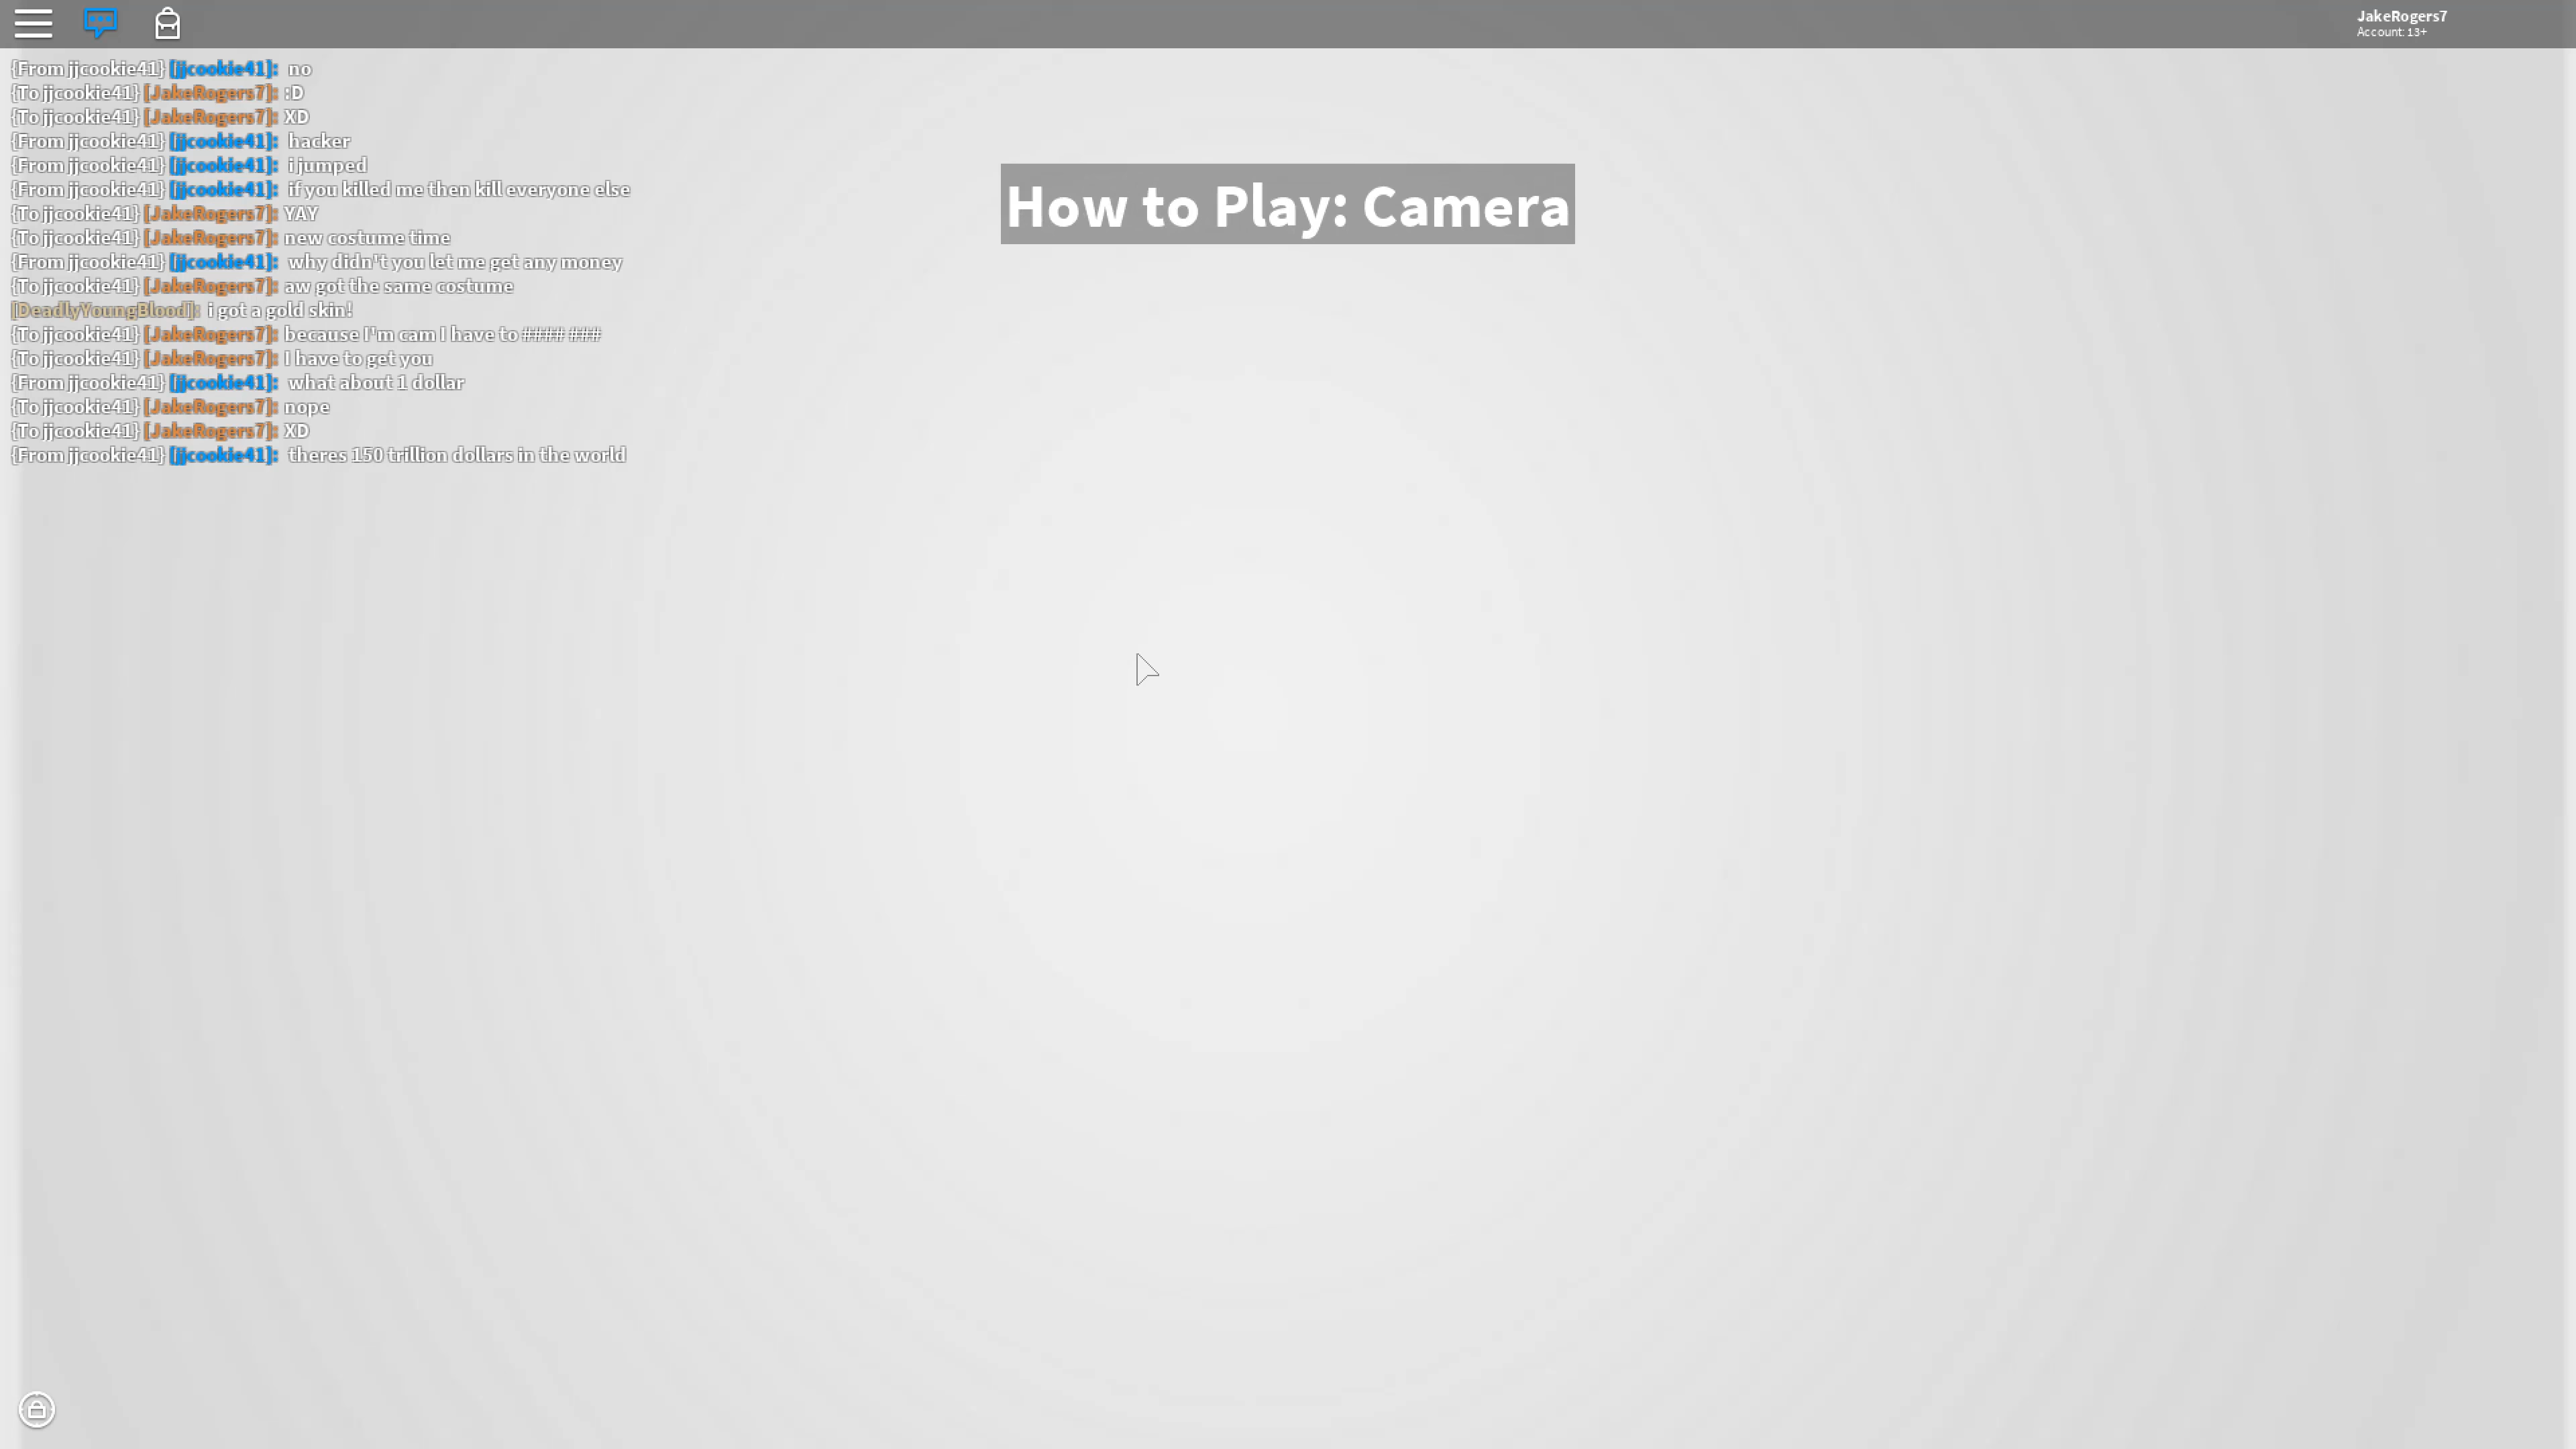 JakeRogers7
Account: 13+
{From jjcookie41} [jjcookie41]: no
{To jjcookie41} [JakeRogers7]: :D
{To jjcookie41} [JakeRogers7]: XD
{From jjcookie41} [jjcookie41]: hacker
{From jjcookie41} [jjcookie41]: i jumped
{From jjcookie41} [jjcookie41]: if you killed me then kill everyone else
{To jjcookie41} [JakeRogers7]: YAY
{To jjcookie41} [JakeRogers7]: new costume time
{From jjcookie41} [jjcookie41]: why didn't you let me get any money
{To jjcookie41} [JakeRogers7]: aw got the same costume
[DeadlyYoungBlood]: i got a gold skin!
{To jjcookie41} [JakeRogers7]: because I'm cam I have to #### ###
{To jjcookie41} [JakeRogers7]: I have to get you
{From jjcookie41} [jjcookie41]: what about 1 dollar
{To jjcookie41} [JakeRogers7]: nope
{To jjcookie41} [JakeRogers7]: XD
{From jjcookie41} [jjcookie41]: theres 150 trillion dollars in the world
How to Play: Camera